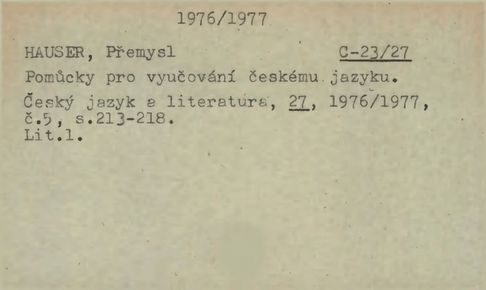 1976/1977
HAUSER, Přemysl C-23/27
Pomůcky pro vyučování českému jazyku.
Český jazyk a literatura, 27, 1976/1977,
č.5, s.213-218.
Lit.l.